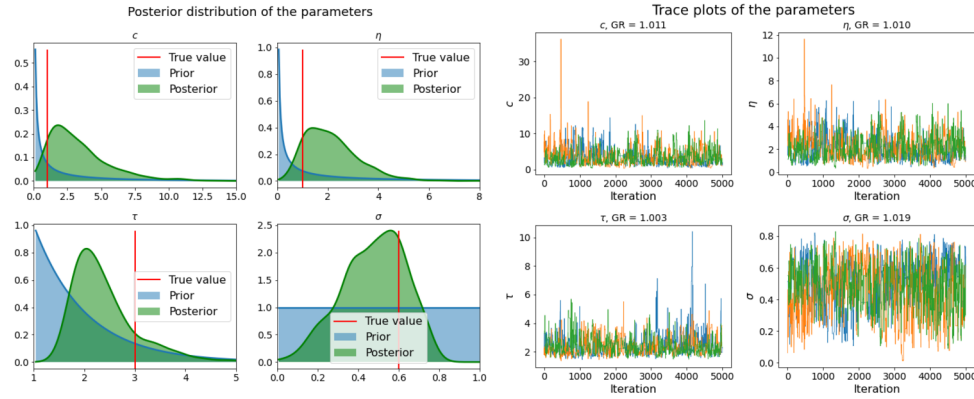 Posterior distribution of the parameters
c
0.5
0.4
0.3
0.2
0.1
0.0
0.0 2.5 5.0 7.5 10.0 12.5 15.0
True value
Prior
Posterior
η
1.0
0.8
0.6
0.4
0.2
0.0
0 2 4 6 8
True value
Prior
Posterior
τ
1.0
0.8
0.6
0.4
0.2
0.0
1 2 3 4 5
True value
Prior
Posterior
σ
2.5
2.0
1.5
1.0
0.5
0.0
0.0 0.2 0.4 0.6 0.8 1.0
True value
Prior
Posterior
Trace plots of the parameters
c, GR = 1.011
c
30
20
10
0
0 1000 2000 3000 4000 5000
Iteration
η, GR = 1.010
η
12
10
8
6
4
2
0
0 1000 2000 3000 4000 5000
Iteration
τ, GR = 1.003
τ
10
8
6
4
2
0 1000 2000 3000 4000 5000
Iteration
σ, GR = 1.019
σ
0.8
0.6
0.4
0.2
0.0
0 1000 2000 3000 4000 5000
Iteration